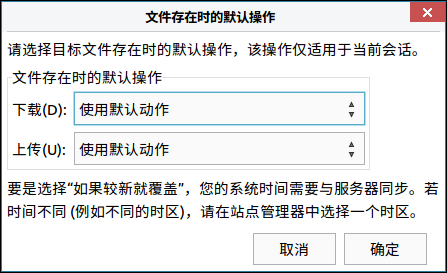 文件存在时的默认操作
请选择目标文件存在时的默认操作，该操作仅适用于当前会话。
文件存在时的默认操作
下载(D): 使用默认动作
上传(U): 使用默认动作
要是选择“如果较新就覆盖”，您的系统时间需要与服务器同步。若
时间不同 (例如不同的时区)，请在站点管理器中选择一个时区。
取消 确定